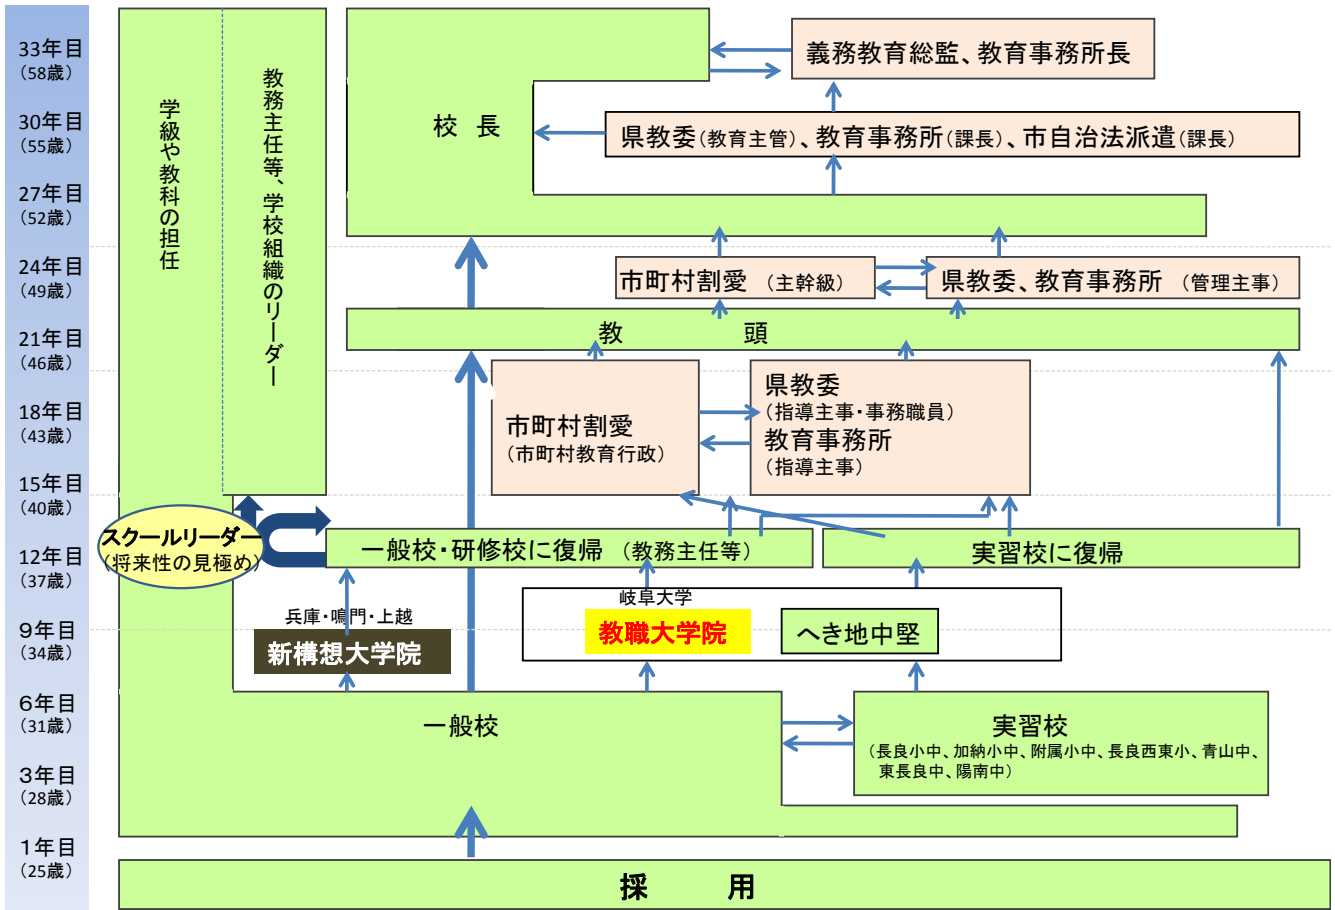 33年目
（58歳）
30年目
（55歳）
27年目
（52歳）
24年目
（49歳）
21年目
（46歳）
18年目
（43歳）
15年目
（40歳）
12年目
（37歳）
9年目
（34歳）
6年目
（31歳）
3年目
（28歳）
1年目
（25歳）
学級や教科の担任
教務主任等、学校組織のリーダー
校　長
義務教育総監、教育事務所長
県教委（教育主管）、教育事務所（課長）、市自治法派遣（課長）
市町村割愛　（主幹級）
県教委、教育事務所　（管理主事）
教　頭
市町村割愛
（市町村教育行政）
県教委
（指導主事・事務職員）
教育事務所
（指導主事）
スクールリーダー
（将来性の見極め）
一般校・研修校に復帰　（教務主任等）
実習校に復帰
兵庫・鳴門・上越
新構想大学院
岐阜大学
教職大学院
へき地中堅
一般校
実習校
（長良小中、加納小中、附属小中、長良西東小、青山中、
東長良中、陽南中）
採　用